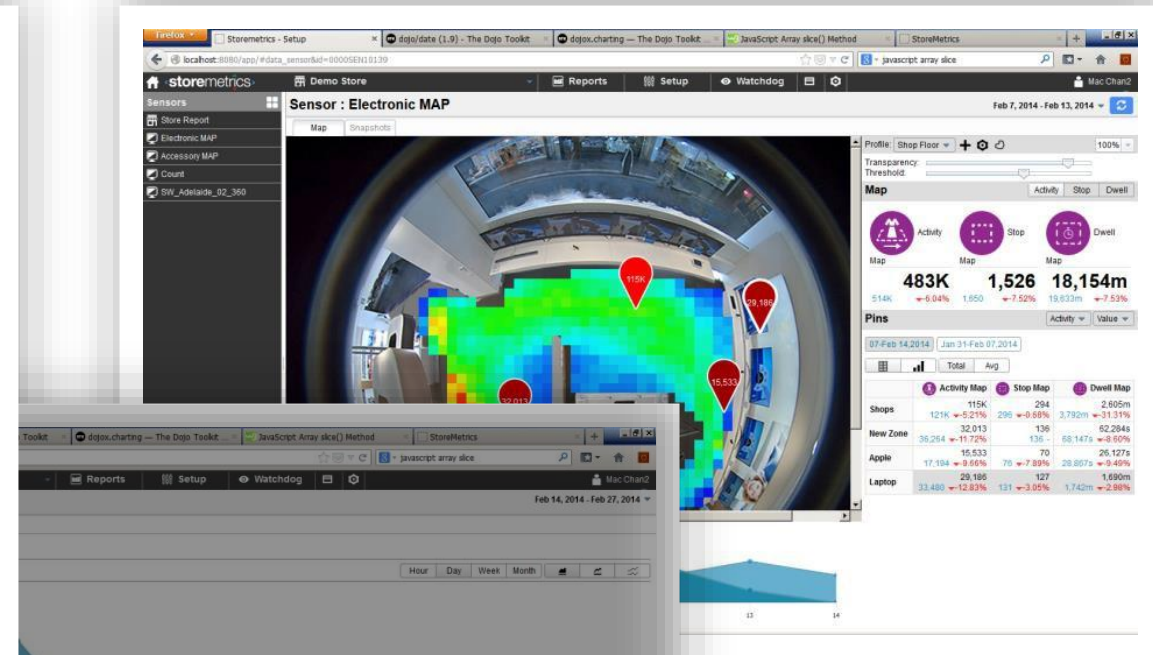 Firefox
Storemetrics - Setup
dojo/date (1.9) - The Dojo Toolkit
dojox.charting — The Dojo Toolkit ...
JavaScript Array slice() Method
StoreMetrics
localhost:8080/app/#data_sensor&id=0000SEN10139
javascript array slice
storemetrics
Demo Store
Reports
Setup
Watchdog
Mac Chan2
Sensors
Sensor : Electronic MAP
Feb 7, 2014 - Feb 13, 2014
Store Report
Electronic MAP
Accessory MAP
Count
SW_Adelaide_02_360
Map Snapshots
Profile: Shop Floor 100%
Transparency:
Threshold:
Map Activity Stop Dwell
Activity Stop Dwell
Map Map Map
483K 1,526 18,154m
514K -6.04% 1,650 -7.52% 19,633m -7.53%
Pins Activity Value
07-Feb 14,2014 Jan 31-Feb 07,2014
Total Avg
Activity Map Stop Map Dwell Map
Shops 115K 294 2,605m
121K -5.21% 296 -0.68% 3,792m -31.31%
New Zone 32,013 136 62,284s
36,264 -11.72% 136 - 68,147s -8.60%
Apple 15,533 70 26,127s
17,194 -9.66% 76 -7.89% 28,867s -9.49%
Laptop 29,186 127 1,690m
33,480 -12.83% 131 -3.05% 1,742m -2.98%
115K
29,186
15,533
32,013
Toolkit
dojox.charting — The Dojo Toolkit ...
JavaScript Array slice() Method
StoreMetrics
javascript array slice
Reports
Setup
Watchdog
Mac Chan2
Feb 14, 2014 - Feb 27, 2014
Hour Day Week Month
13 14